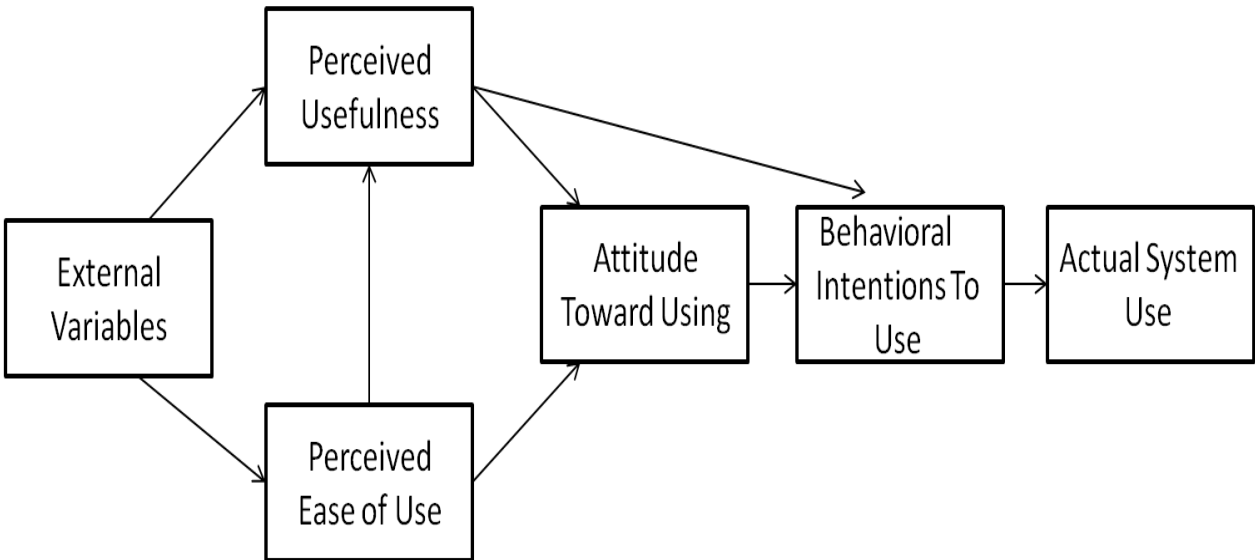 Perceived
Usefulness
External
Variables
Attitude
Toward Using
Behavioral
Intentions To
Use
Actual System
Use
Perceived
Ease of Use